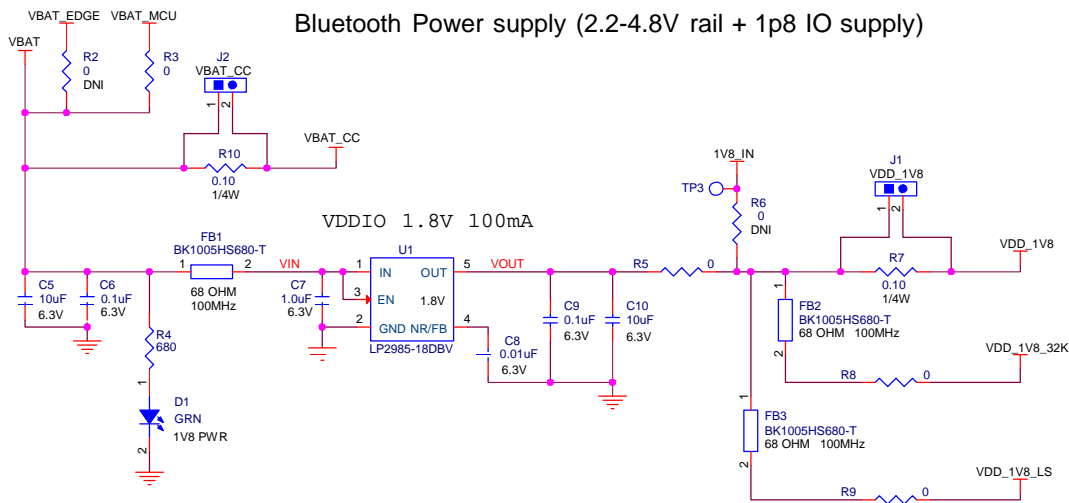 Bluetooth Power supply (2.2-4.8V rail + 1p8 IO supply)
VBAT_EDGE
VBAT_MCU
VBAT
R2
0
DNI
R3
0
J2
VBAT_CC
1
2
VBAT_CC
R10
0.10
1/4W
1V8_IN
TP3
R6
0
DNI
J1
VDD_1V8
1
2
VDD_1V8
R7
0.10
1/4W
VDDIO 1.8V 100mA
FB1
BK1005HS680-T
1
2
68 OHM
100MHz
VIN
U1
1
IN
OUT
5
VOUT
3
EN
1.8V
2
GND
NR/FB
4
LP2985-18DBV
R5
0
C5
10uF
6.3V
C6
0.1uF
6.3V
C7
1.0uF
6.3V
C8
0.01uF
6.3V
C9
0.1uF
6.3V
C10
10uF
6.3V
R4
680
1
D1
GRN
1V8 PWR
2
1
FB2
BK1005HS680-T
68 OHM 100MHz
2
VDD_1V8_32K
R8
0
1
FB3
BK1005HS680-T
68 OHM 100MHz
2
VDD_1V8_LS
R9
0